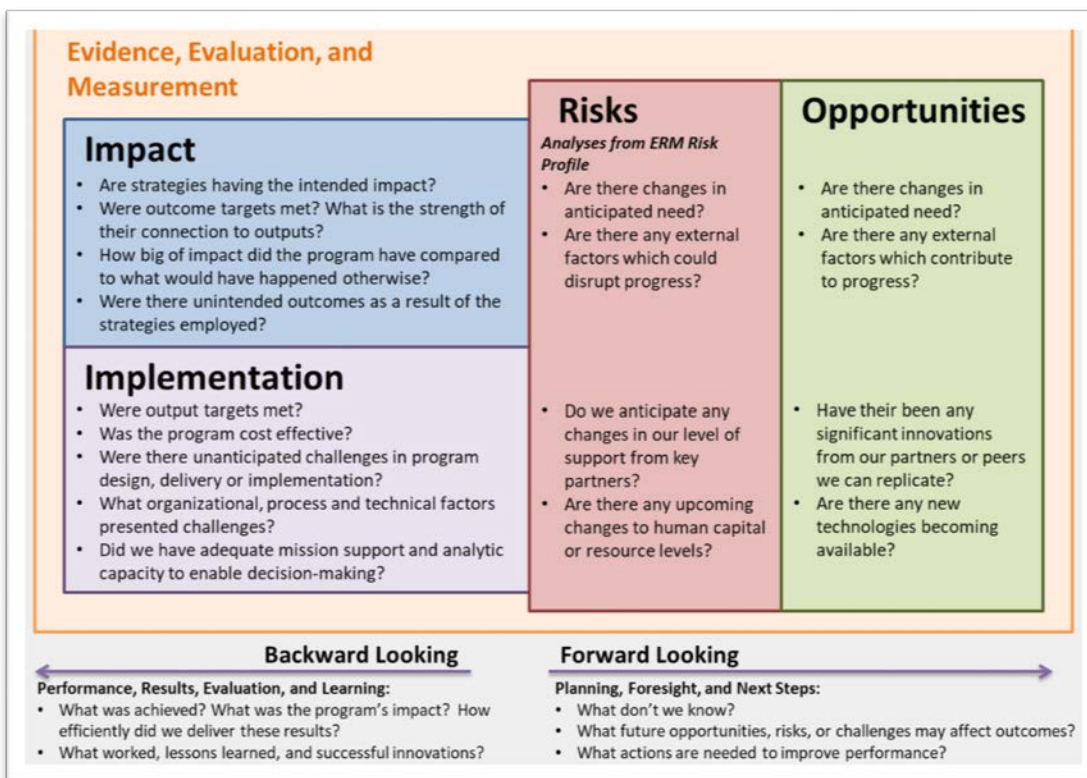 Evidence, Evaluation, and
Measurement
Impact
• Are strategies having the intended impact?
• Were outcome targets met? What is the strength of
their connection to outputs?
• How big of impact did the program have compared
to what would have happened otherwise?
• Were there unintended outcomes as a result of the
strategies employed?
Implementation
• Were output targets met?
• Was the program cost effective?
• Were there unanticipated challenges in program
design, delivery or implementation?
• What organizational, process and technical factors
presented challenges?
• Did we have adequate mission support and analytic
capacity to enable decision-making?
Risks
Analyses from ERM Risk
Profile
• Are there changes in
anticipated need?
• Are there any external
factors which could
disrupt progress?
• Do we anticipate any
changes in our level of
support from key
partners?
• Are there any upcoming
changes to human capital
or resource levels?
Opportunities
• Are there changes in
anticipated need?
• Are there any external
factors which contribute
to progress?
• Have their been any
significant innovations
from our partners or peers
we can replicate?
• Are there any new
technologies becoming
available?
Backward Looking
Performance, Results, Evaluation, and Learning:
• What was achieved? What was the program's impact? How
efficiently did we deliver these results?
• What worked, lessons learned, and successful innovations?
Forward Looking
Planning, Foresight, and Next Steps:
• What don't we know?
• What future opportunities, risks, or challenges may affect outcomes?
• What actions are needed to improve performance?